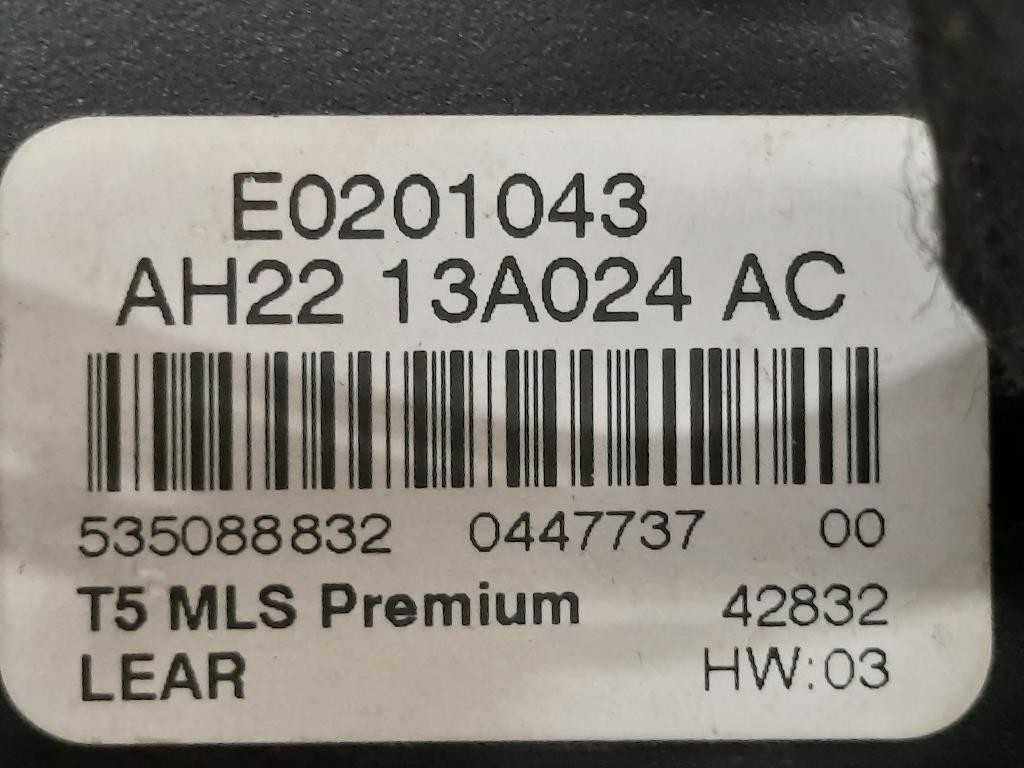 E0201043
AH22 13A024 AC
535088832 0447737 00
T5 MLS Premium 42832
LEAR HW:03